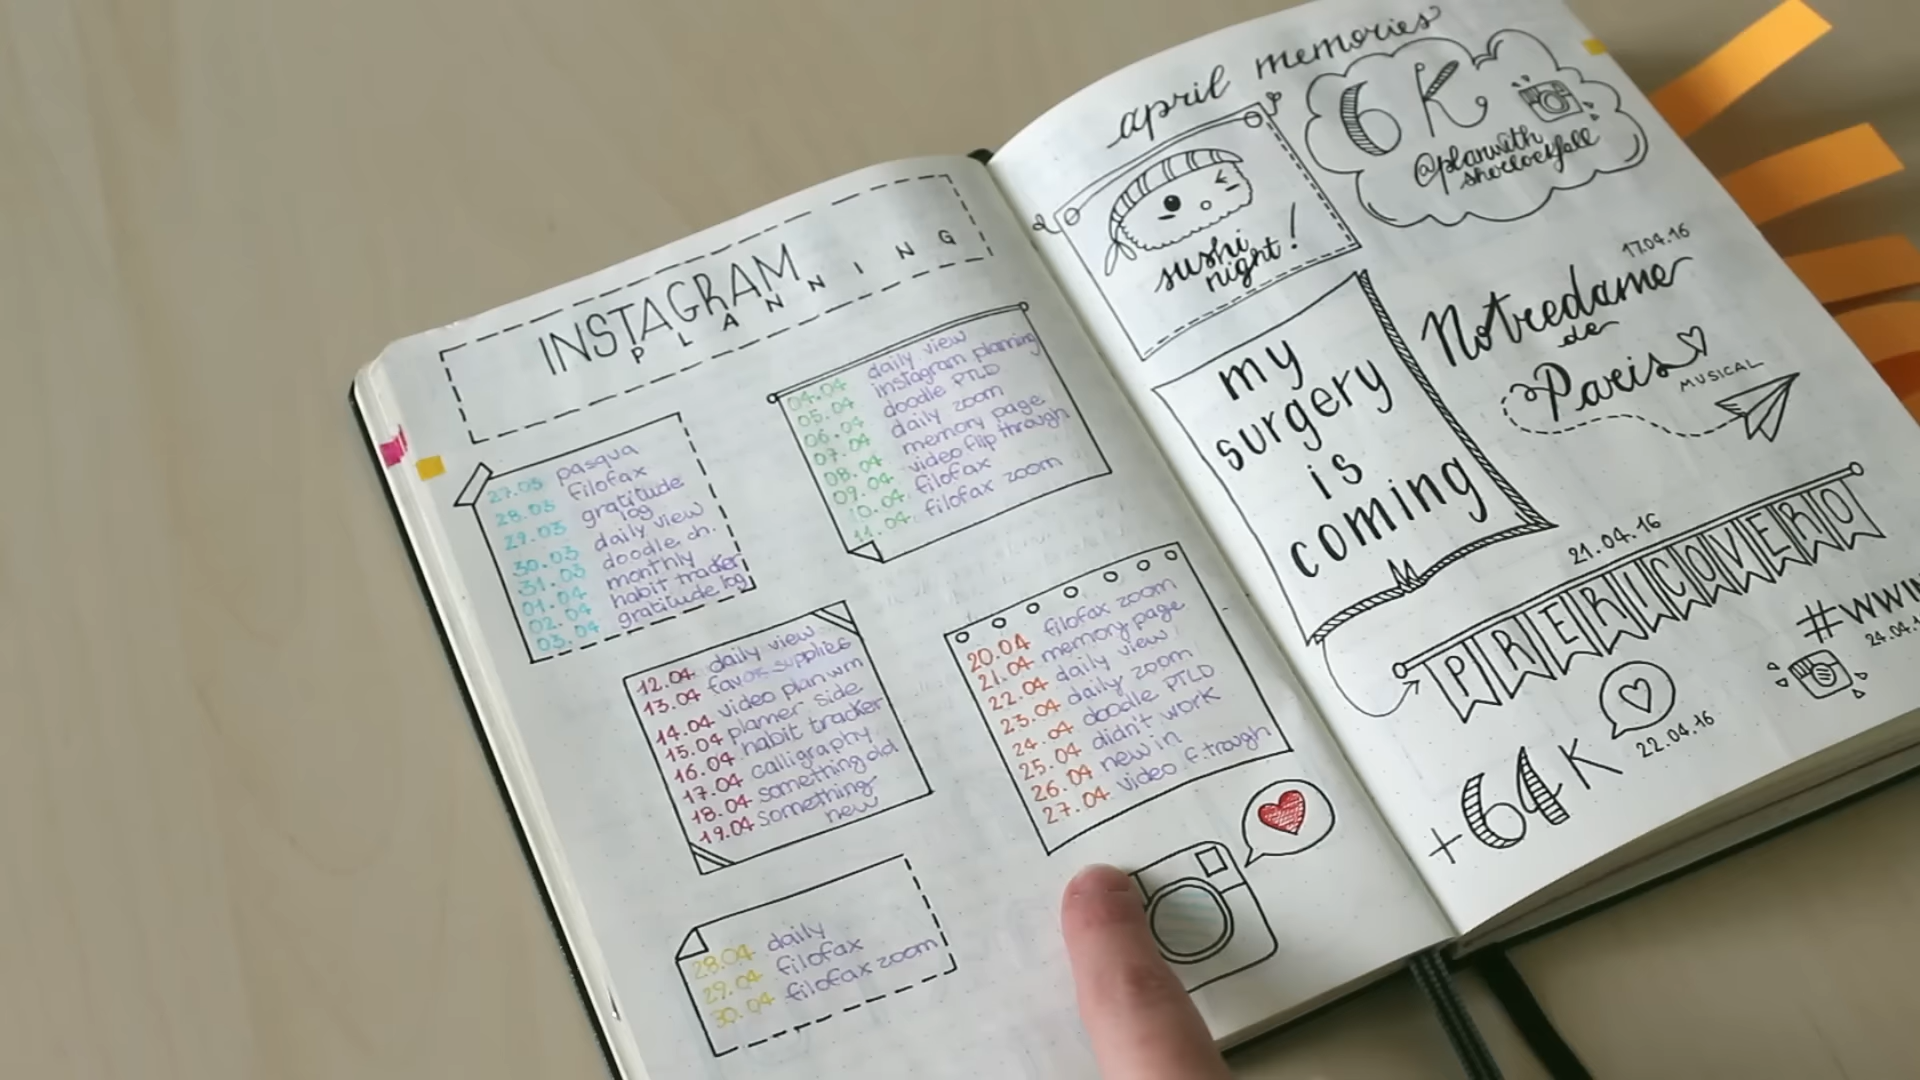 INSTAGRAM
PLANNING
27.03 pasqua
28.03 filofax
29.03 gratitude
log
30.03 daily view
31.03 doodle ch.
01.04 monthly
02.04 habit tracker
03.04 gratitude log
04.04 daily view
05.04 instagram planing
06.04 doodle PTLD
07.04 daily zoom
08.04 memory page
09.04 video flip through
10.04 filofax
11.04 filofax zoom
12.04 daily view
13.04 favos supplies
14.04 video plan wm
15.04 planer side
16.04 habit tracker
17.04 calligraphy
18.04 something old
19.04 something
new
20.04 filofax zoom
21.04 memory page
22.04 daily view
23.04 daily zoom
24.04 doodle PTLD
25.04 didn't work
26.04 new in
27.04 video f.trough
28.04 daily
29.04 filofax
30.04 filofax zoom
april memories
sushi
night!
6K
@planwith
my
surgery
is
coming
17.04.16
Notredame
de
Paris
MUSICAL
21.04.16
PRERICOVERO
+64K
22.04.16
#WWIM
24.04.1